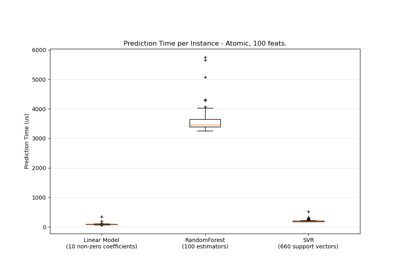 Prediction Time per Instance - Atomic, 100 feats.
6000
5000
4000
3000
2000
1000
0
Prediction Time (us)
Linear Model
(10 non-zero coefficients)
RandomForest
(100 estimators)
SVR
(660 support vectors)